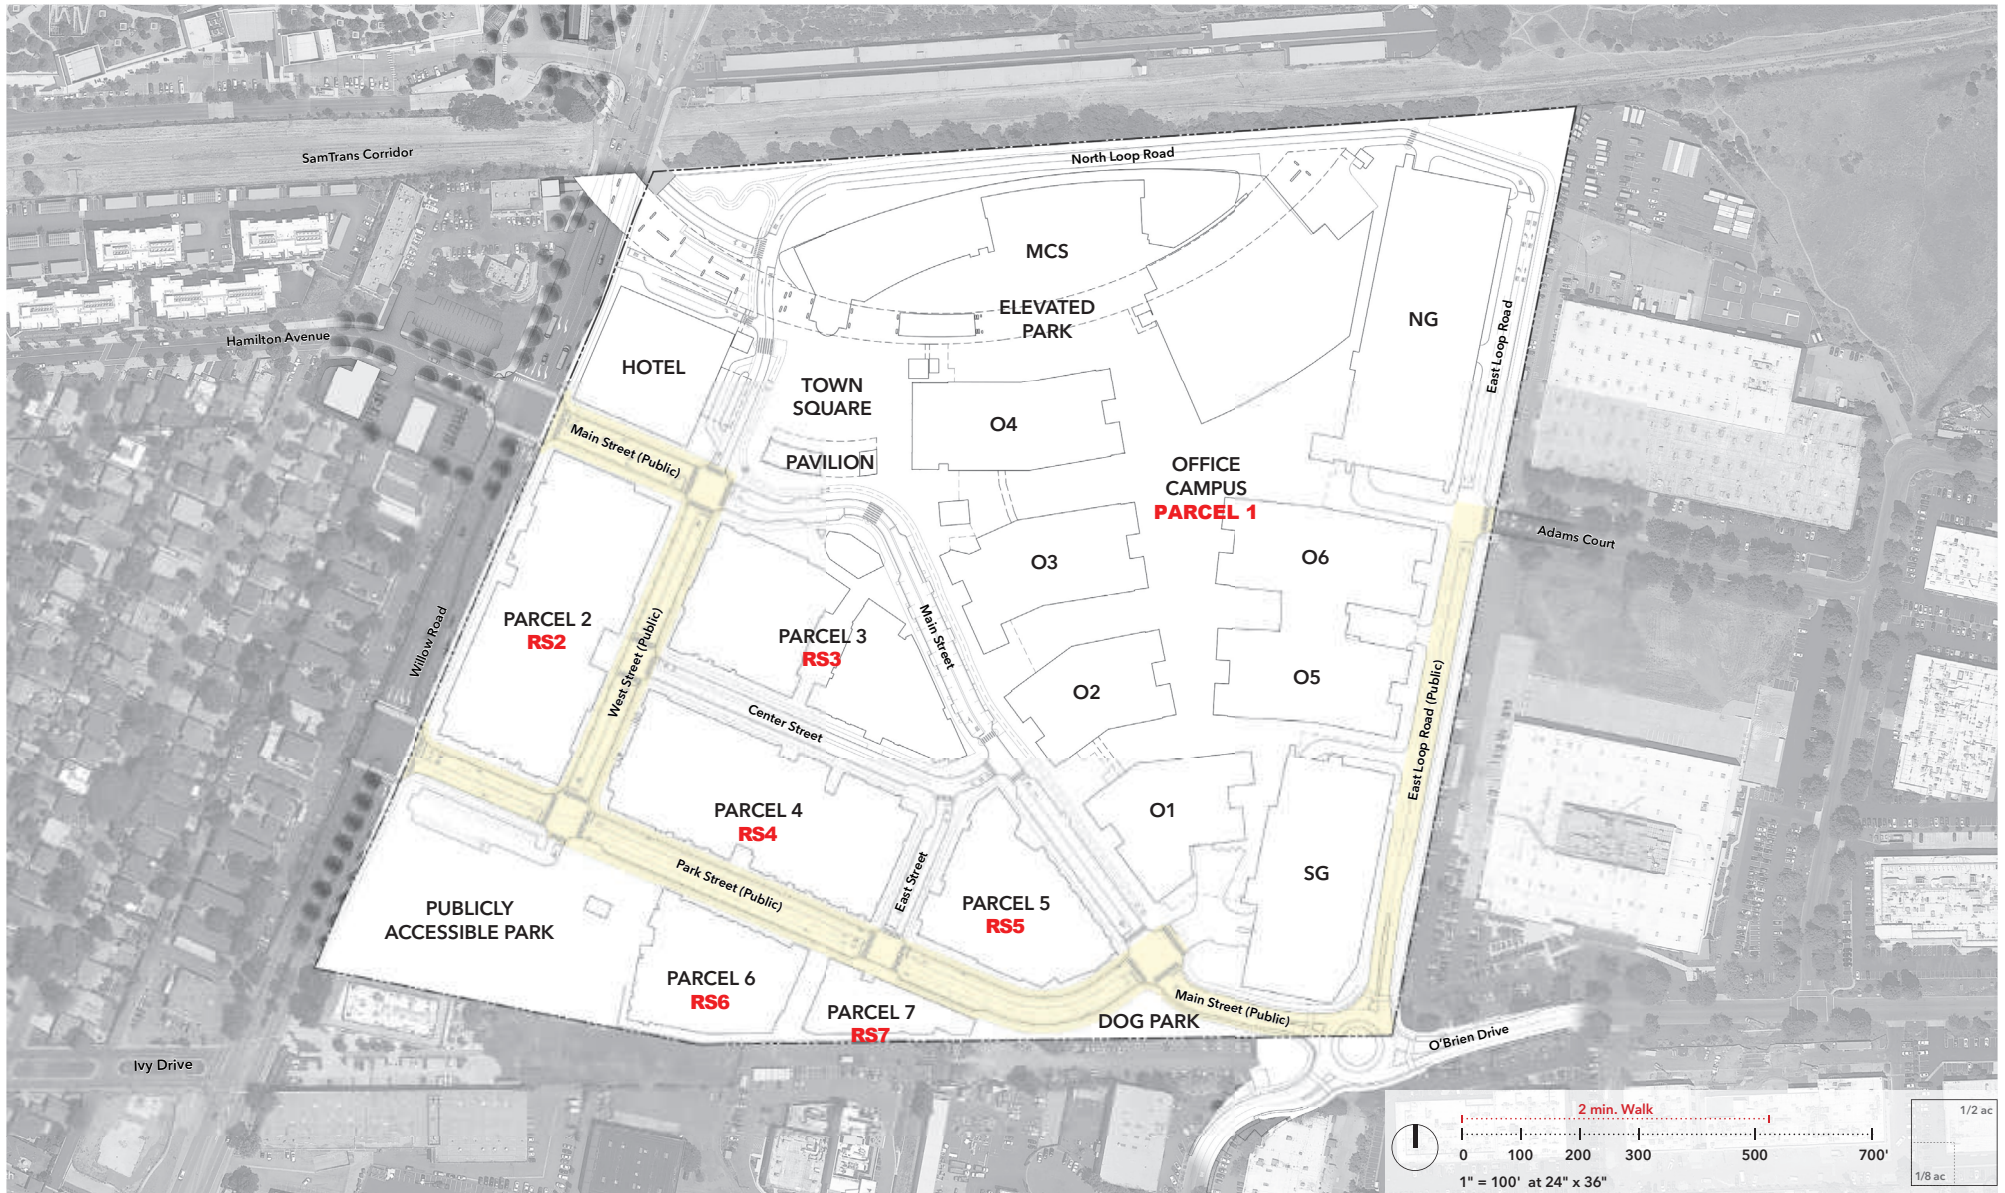 SamTrans Corridor
North Loop Road
MCS
ELEVATED
PARK
NG
East Loop Road
Hamilton Avenue
HOTEL
TOWN
SQUARE
O4
Main Street (Public)
PAVILION
OFFICE
CAMPUS
PARCEL 1
Adams Court
O3
O6
Willow Road
PARCEL 2
RS2
West Street (Public)
PARCEL 3
RS3
Main Street
O2
O5
East Loop Road (Public)
Center Street
PARCEL 4
RS4
O1
SG
Park Street (Public)
East Street
PARCEL 5
RS5
PUBLICLY
ACCESSIBLE PARK
PARCEL 6
RS6
PARCEL 7
RS7
Main Street (Public)
DOG PARK
O'Brien Drive
Ivy Drive
2 min. Walk
0 100 200 300 500 700'
1" = 100' at 24" x 36"
1/2 ac
1/8 ac